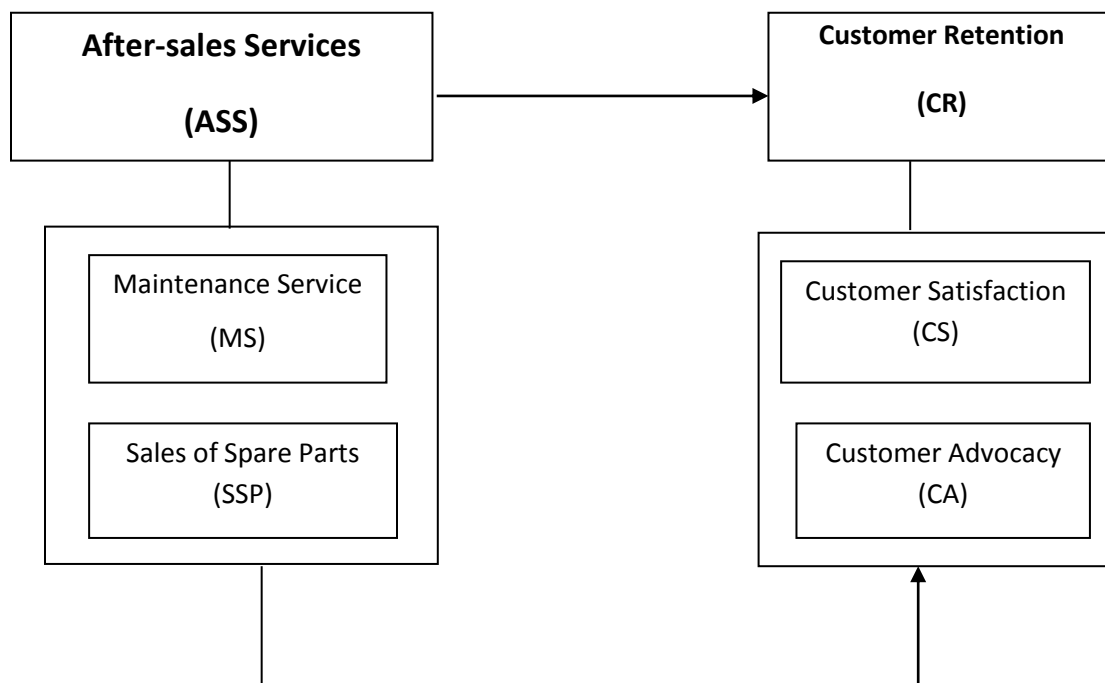 After-sales Services
(ASS)
Customer Retention
(CR)
Maintenance Service
(MS)
Sales of Spare Parts
(SSP)
Customer Satisfaction
(CS)
Customer Advocacy
(CA)